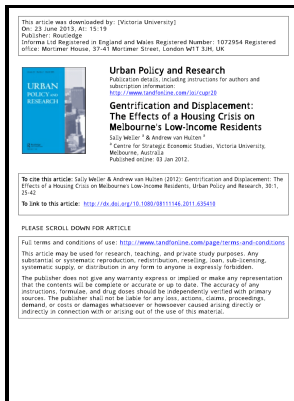 This article was downloaded by: [Victoria University]
On: 23 June 2013, At: 15:19
Publisher: Routledge
Informa Ltd Registered in England and Wales Registered Number: 1072954 Registered
office: Mortimer House, 37-41 Mortimer Street, London W1T 3JH, UK
URBAN
POLICY AND
RESEARCH
Urban Policy and Research
Publication details, including instructions for authors and
subscription information:
http://www.tandfonline.com/loi/cupr20
Gentrification and Displacement:
The Effects of a Housing Crisis on
Melbourne's Low-Income Residents
Sally Weller a & Andrew van Hulten a
a Centre for Strategic Economic Studies, Victoria University,
Melbourne, Australia
Published online: 03 Jan 2012.
To cite this article: Sally Weller & Andrew van Hulten (2012): Gentrification and Displacement: The
Effects of a Housing Crisis on Melbourne's Low-Income Residents, Urban Policy and Research, 30:1,
25-42
To link to this article: http://dx.doi.org/10.1080/08111146.2011.635410
PLEASE SCROLL DOWN FOR ARTICLE
Full terms and conditions of use: http://www.tandfonline.com/page/terms-and-conditions
This article may be used for research, teaching, and private study purposes. Any
substantial or systematic reproduction, redistribution, reselling, loan, sub-licensing,
systematic supply, or distribution in any form to anyone is expressly forbidden.
The publisher does not give any warranty express or implied or make any representation
that the contents will be complete or accurate or up to date. The accuracy of any
instructions, formulae, and drug doses should be independently verified with primary
sources. The publisher shall not be liable for any loss, actions, claims, proceedings,
demand, or costs or damages whatsoever or howsoever caused arising directly or
indirectly in connection with or arising out of the use of this material.